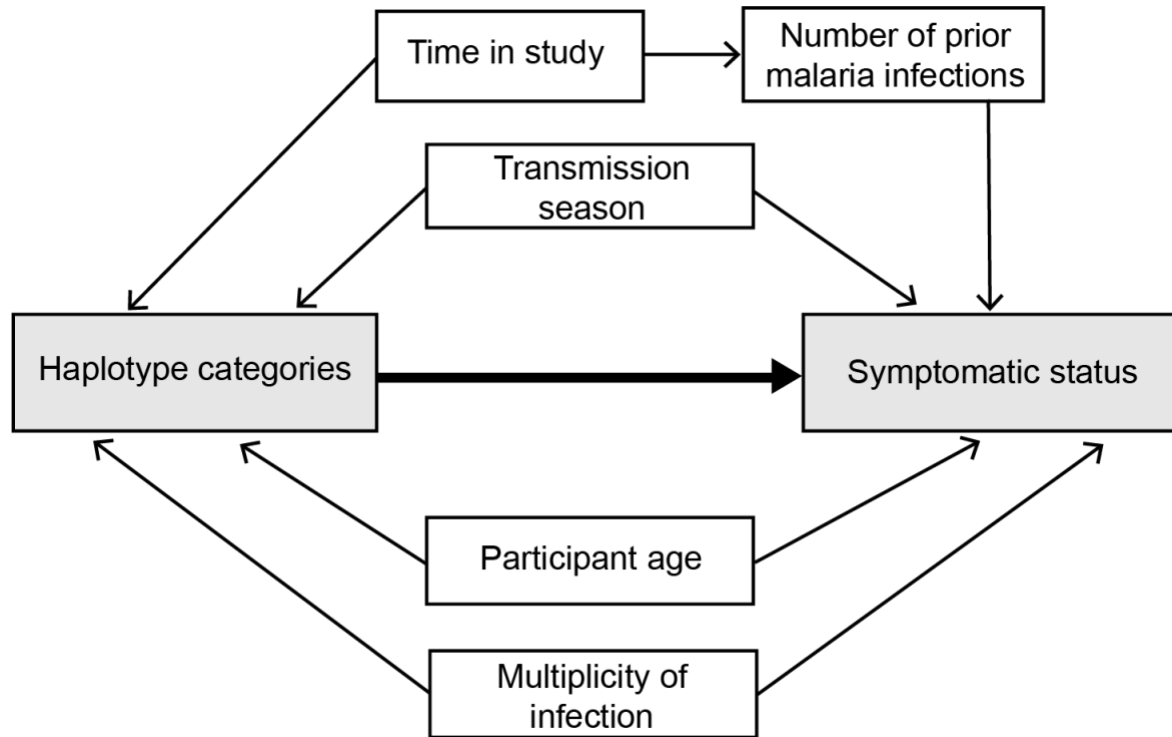 Time in study
Number of prior
malaria infections
Transmission
season
Haplotype categories
Symptomatic status
Participant age
Multiplicity of
infection